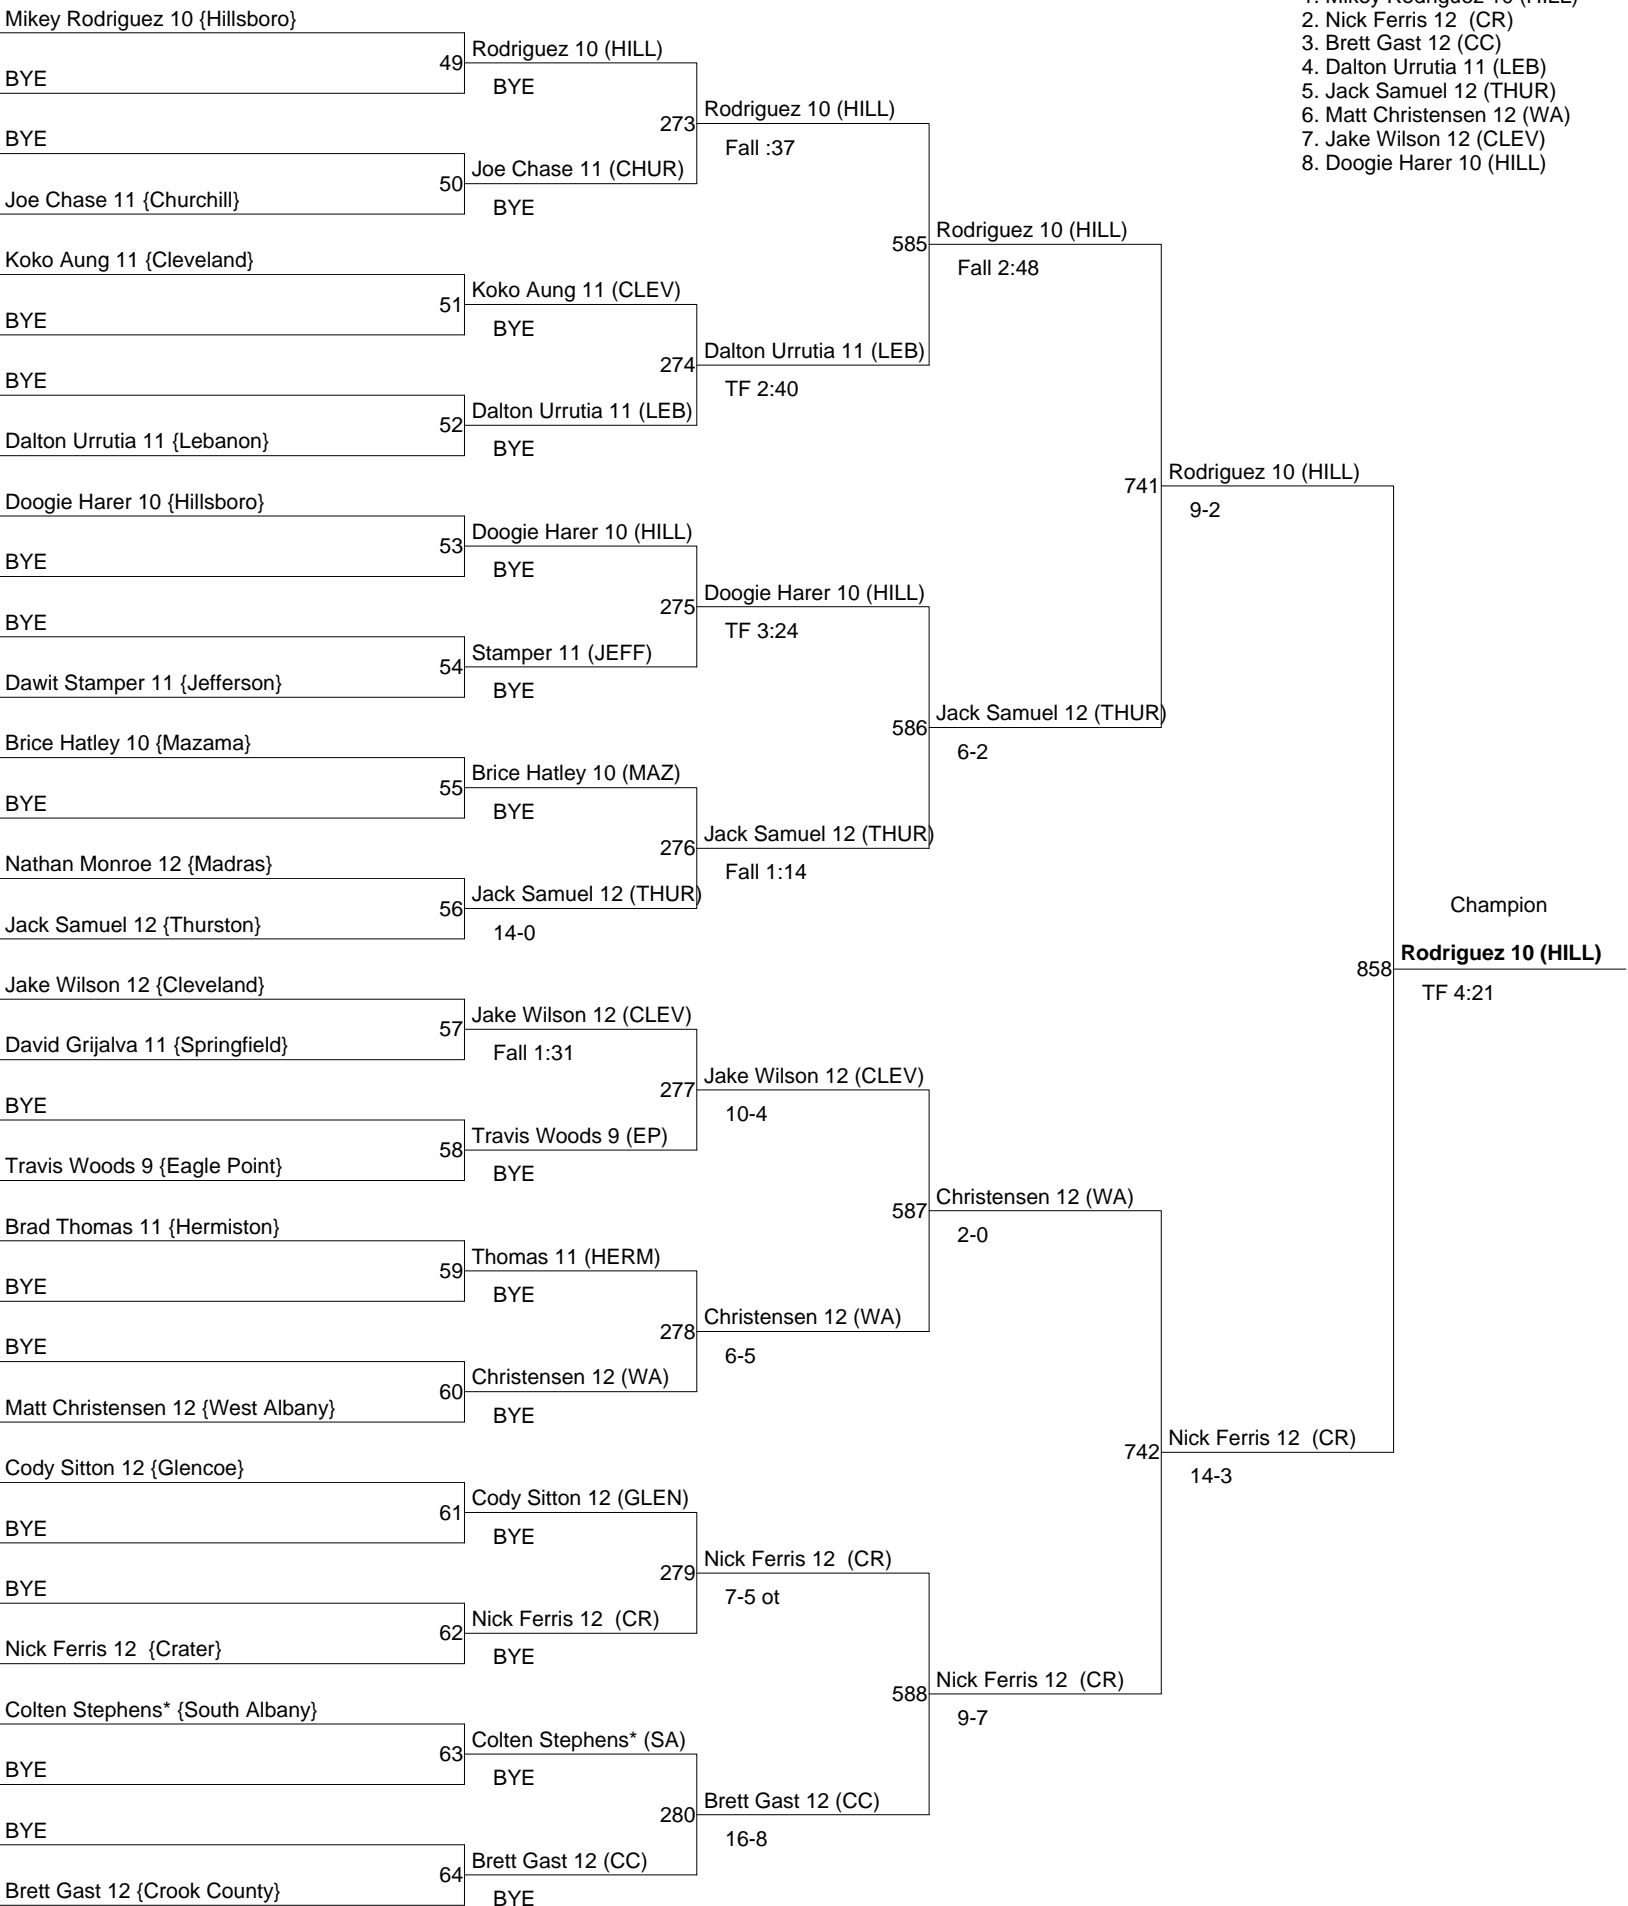 Mikey Rodriguez 10 {Hillsboro}
2. Nick Ferris 12  (CR)
3. Brett Gast 12 (CC)
4. Dalton Urrutia 11 (LEB)
5. Jack Samuel 12 (THUR)
6. Matt Christensen 12 (WA)
7. Jake Wilson 12 (CLEV)
8. Doogie Harer 10 (HILL)
49 Rodriguez 10 (HILL)
BYE
BYE
273 Rodriguez 10 (HILL)
Fall :37
BYE
50 Joe Chase 11 (CHUR)
Joe Chase 11 {Churchill}
BYE
585 Rodriguez 10 (HILL)
Fall 2:48
Koko Aung 11 {Cleveland}
51 Koko Aung 11 (CLEV)
BYE
BYE
274 Dalton Urrutia 11 (LEB)
TF 2:40
BYE
52 Dalton Urrutia 11 (LEB)
Dalton Urrutia 11 {Lebanon}
BYE
741 Rodriguez 10 (HILL)
9-2
Doogie Harer 10 {Hillsboro}
53 Doogie Harer 10 (HILL)
BYE
BYE
275 Doogie Harer 10 (HILL)
TF 3:24
BYE
54 Stamper 11 (JEFF)
Dawit Stamper 11 {Jefferson}
BYE
586 Jack Samuel 12 (THUR)
6-2
Brice Hatley 10 {Mazama}
55 Brice Hatley 10 (MAZ)
BYE
BYE
276 Jack Samuel 12 (THUR)
Fall 1:14
Nathan Monroe 12 {Madras}
56 Jack Samuel 12 (THUR)
Jack Samuel 12 {Thurston}
14-0
Champion
858 Rodriguez 10 (HILL)
TF 4:21
Jake Wilson 12 {Cleveland}
57 Jake Wilson 12 (CLEV)
David Grijalva 11 {Springfield}
Fall 1:31
277 Jake Wilson 12 (CLEV)
10-4
BYE
58 Travis Woods 9 (EP)
Travis Woods 9 {Eagle Point}
BYE
587 Christensen 12 (WA)
2-0
Brad Thomas 11 {Hermiston}
59 Thomas 11 (HERM)
BYE
BYE
278 Christensen 12 (WA)
6-5
BYE
60 Christensen 12 (WA)
Matt Christensen 12 {West Albany}
BYE
742 Nick Ferris 12  (CR)
14-3
Cody Sitton 12 {Glencoe}
61 Cody Sitton 12 (GLEN)
BYE
BYE
279 Nick Ferris 12  (CR)
7-5 ot
BYE
62 Nick Ferris 12  (CR)
Nick Ferris 12  {Crater}
BYE
588 Nick Ferris 12  (CR)
9-7
Colten Stephens* {South Albany}
63 Colten Stephens* (SA)
BYE
BYE
280 Brett Gast 12 (CC)
16-8
BYE
64 Brett Gast 12 (CC)
Brett Gast 12 {Crook County}
BYE